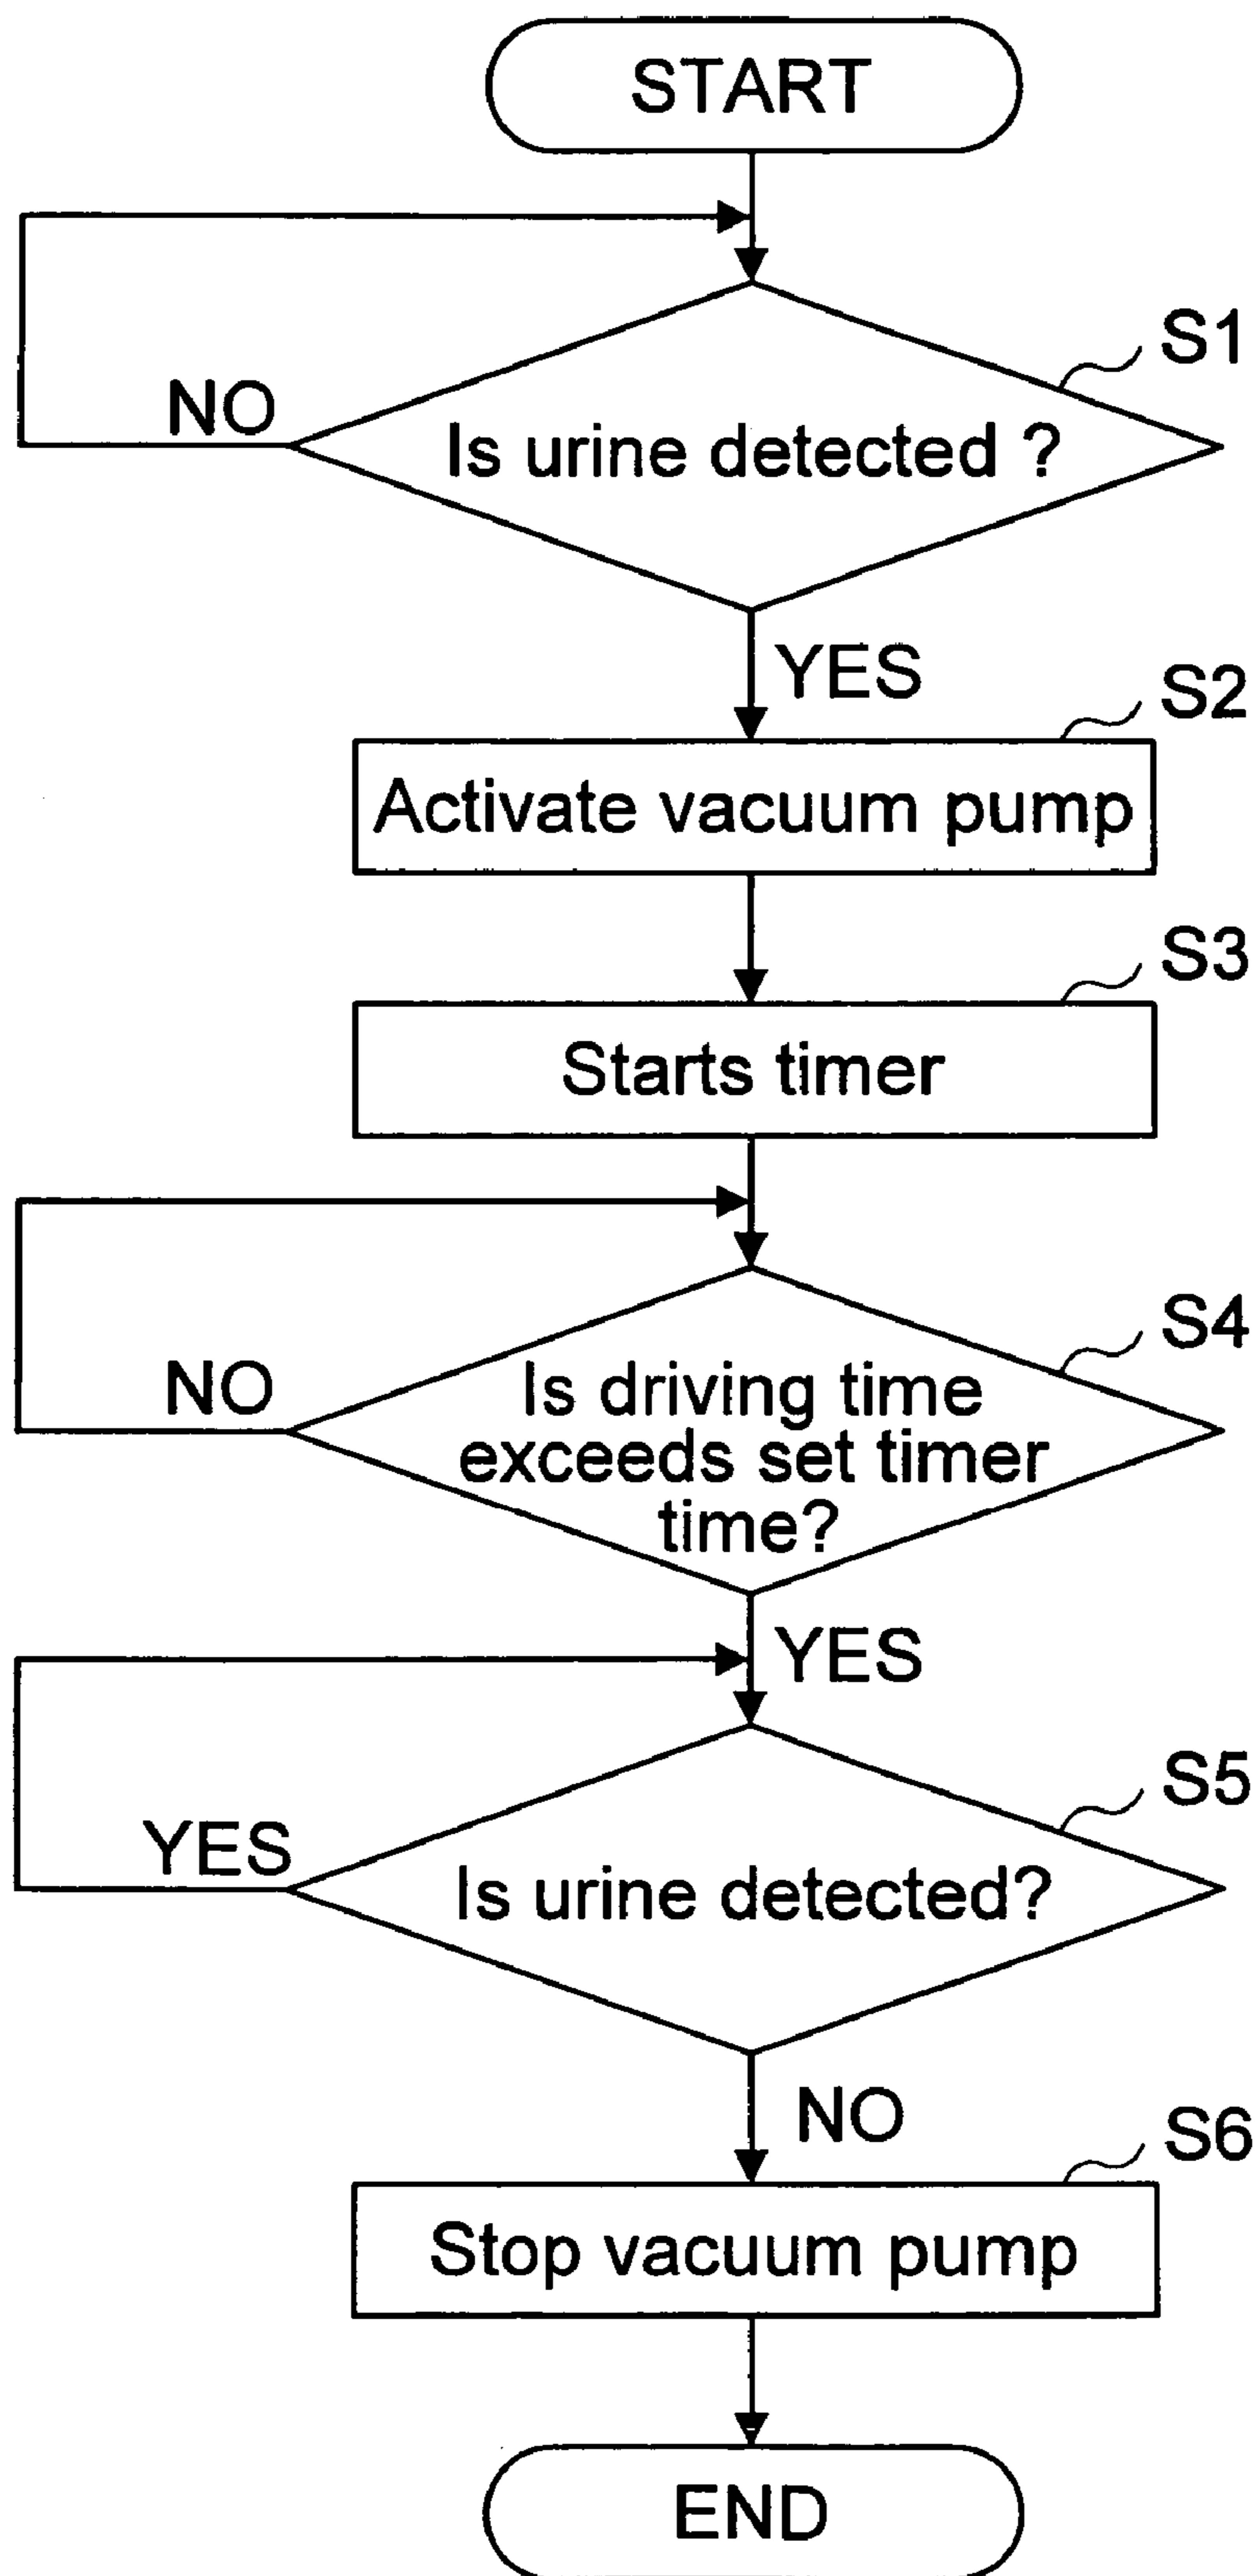 START
S1
NO
Is urine detected ?
YES
S2
Activate vacuum pump
S3
Starts timer
S4
NO
Is driving time
exceeds set timer
time?
YES
S5
YES
Is urine detected?
NO
S6
Stop vacuum pump
END